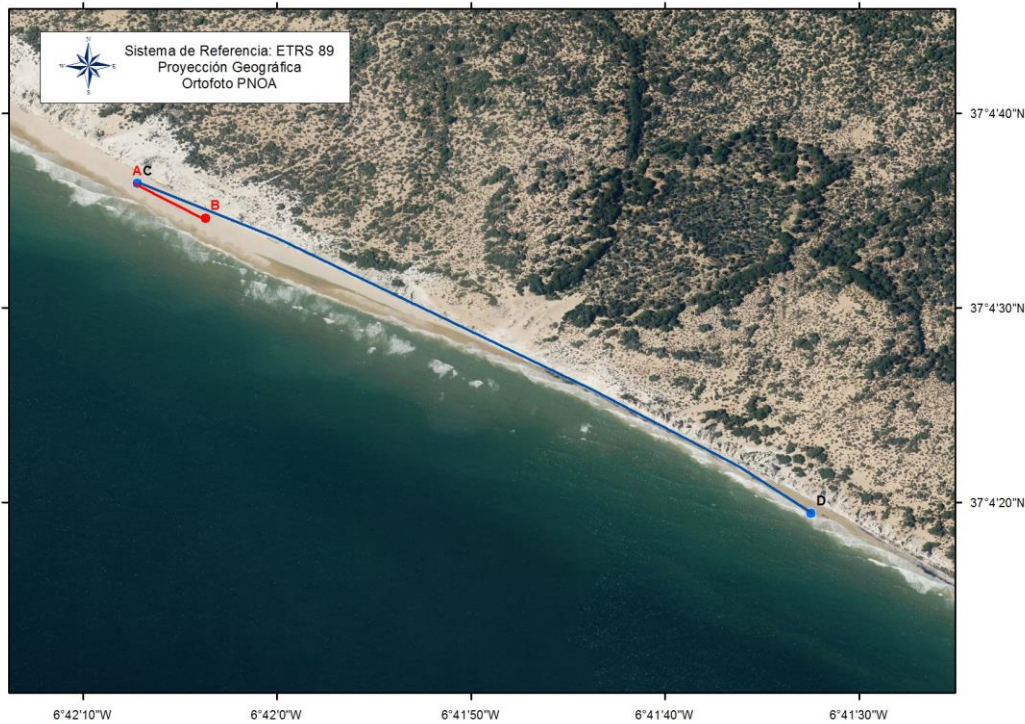 N
W
E
S
Sistema de Referencia: ETRS 89
Proyección Geográfica
Ortofoto PNOA
37°4'40"N
A C
B
37°4'30"N
D
37°4'20"N
6°42'10"W 6°42'0"W 6°41'50"W 6°41'40"W 6°41'30"W